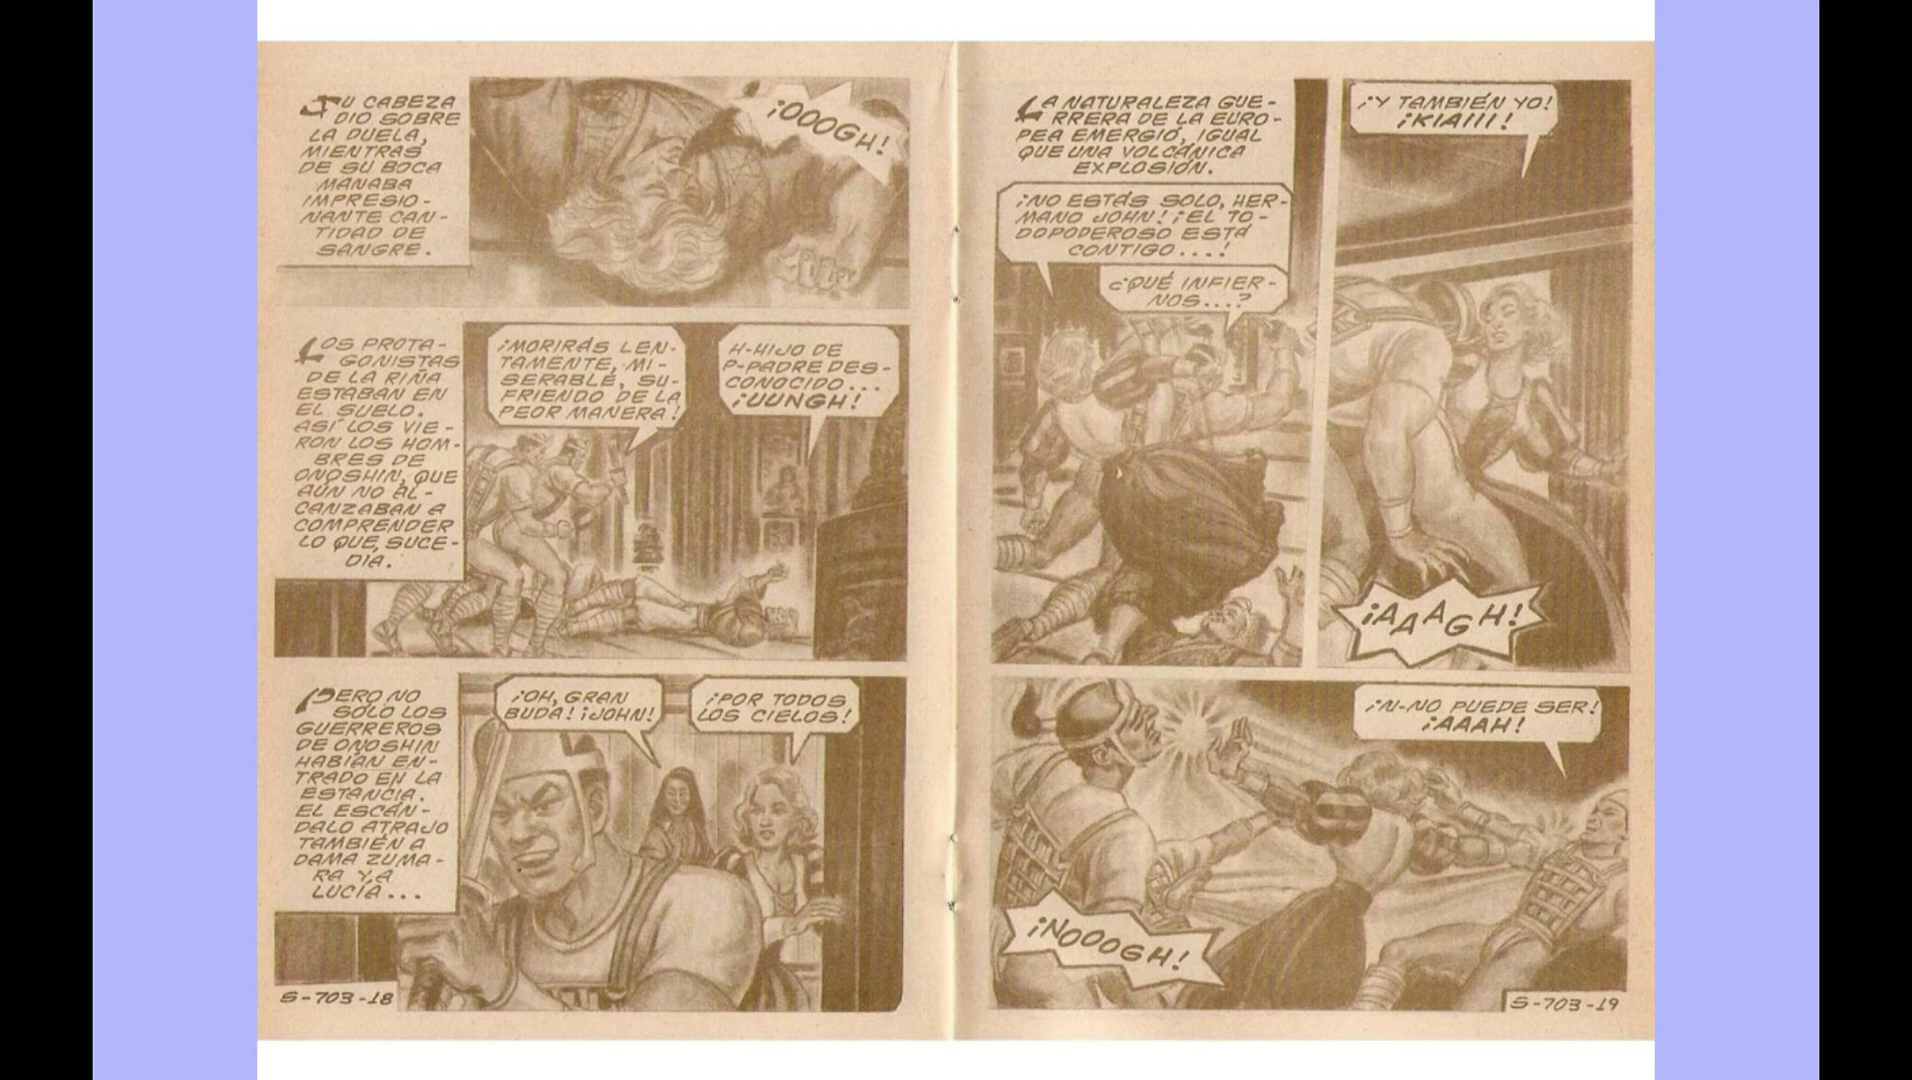 SU CABEZA
DIO SOBRE
LA DUELA,
MIENTRAS
DE SU BOCA
MANABA
IMPRESIO-
NANTE CAN-
TIDAD DE
SANGRE.
¡OOOGH!
LOS PROTA-
GONISTAS
DE LA RIÑA
ESTABAN EN
EL SUELO.
ASÍ LOS VIE-
RON LOS HOM-
BRES DE
ONOSHIN, QUE
AÚN NO AL-
CANZABAN A
COMPRENDER
LO QUE SUCE-
DÍA.
¡MORIRÁS LEN-
TAMENTE, MI-
SERABLE, SU-
FRIENDO DE LA
PEOR MANERA!
H-HIJO DE
P-PADRE DES-
CONOCIDO...
¡UUNGH!
PERO NO
SÓLO LOS
GUERREROS
DE ONOSHIN
HABÍAN EN-
TRADO EN LA
ESTANCIA.
EL ESCÁN-
DALO ATRAJO
TAMBIÉN A
DAMA ZUMA-
RA Y A
LUCÍA...
¡OH, GRAN
BUDA! ¡JOHN!
¡POR TODOS
LOS CIELOS!
S-703-18
LA NATURALEZA GUE-
RRERA DE LA EURO-
PEA EMERGIÓ, IGUAL
QUE UNA VOLCÁNICA
EXPLOSIÓN.
¡NO ESTÁS SOLO, HER-
MANO JOHN! ¡EL TO-
DOPODEROSO ESTÁ
CONTIGO....!
¿QUÉ INFIER-
NOS...?
¡Y TAMBIÉN YO!
¡KIAIII!
¡AAAGH!
¡N-NO PUEDE SER!
¡AAAH!
¡NOOOGH!
S-703-19